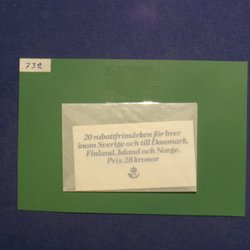 732
20 rabattfrimärken för brev
inom Sverige och till Danmark,
Finland, Island och Norge.
Pris 28 kronor